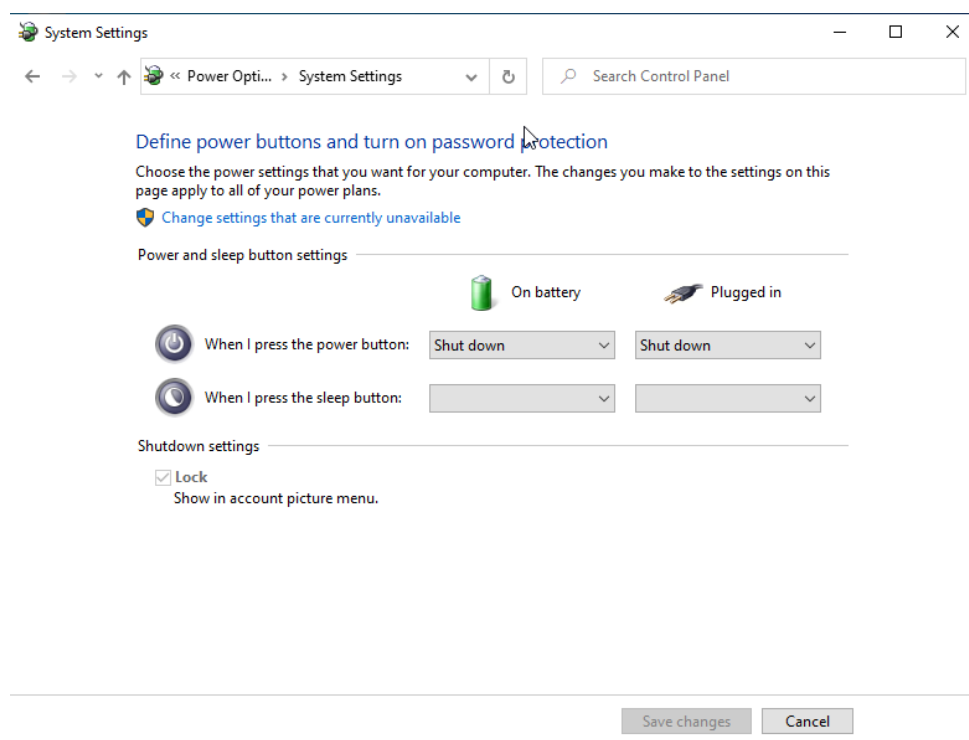 System Settings
« Power Opti... › System Settings
Search Control Panel
Define power buttons and turn on password protection
Choose the power settings that you want for your computer. The changes you make to the settings on this
page apply to all of your power plans.
Change settings that are currently unavailable
Power and sleep button settings
On battery
Plugged in
When I press the power button: Shut down Shut down
When I press the sleep button:
Shutdown settings
Lock
Show in account picture menu.
Save changes Cancel